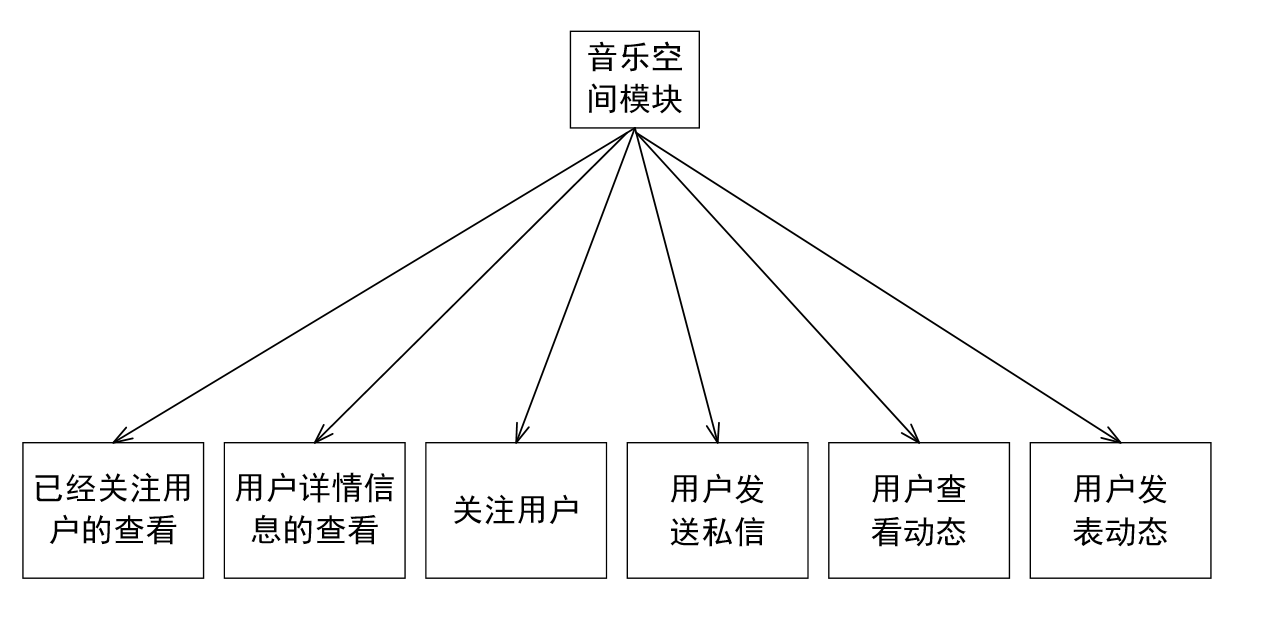 音乐空
间模块
已经关注用
户的查看
用户详情信
息的查看
关注用户
用户发
送私信
用户查
看动态
用户发
表动态